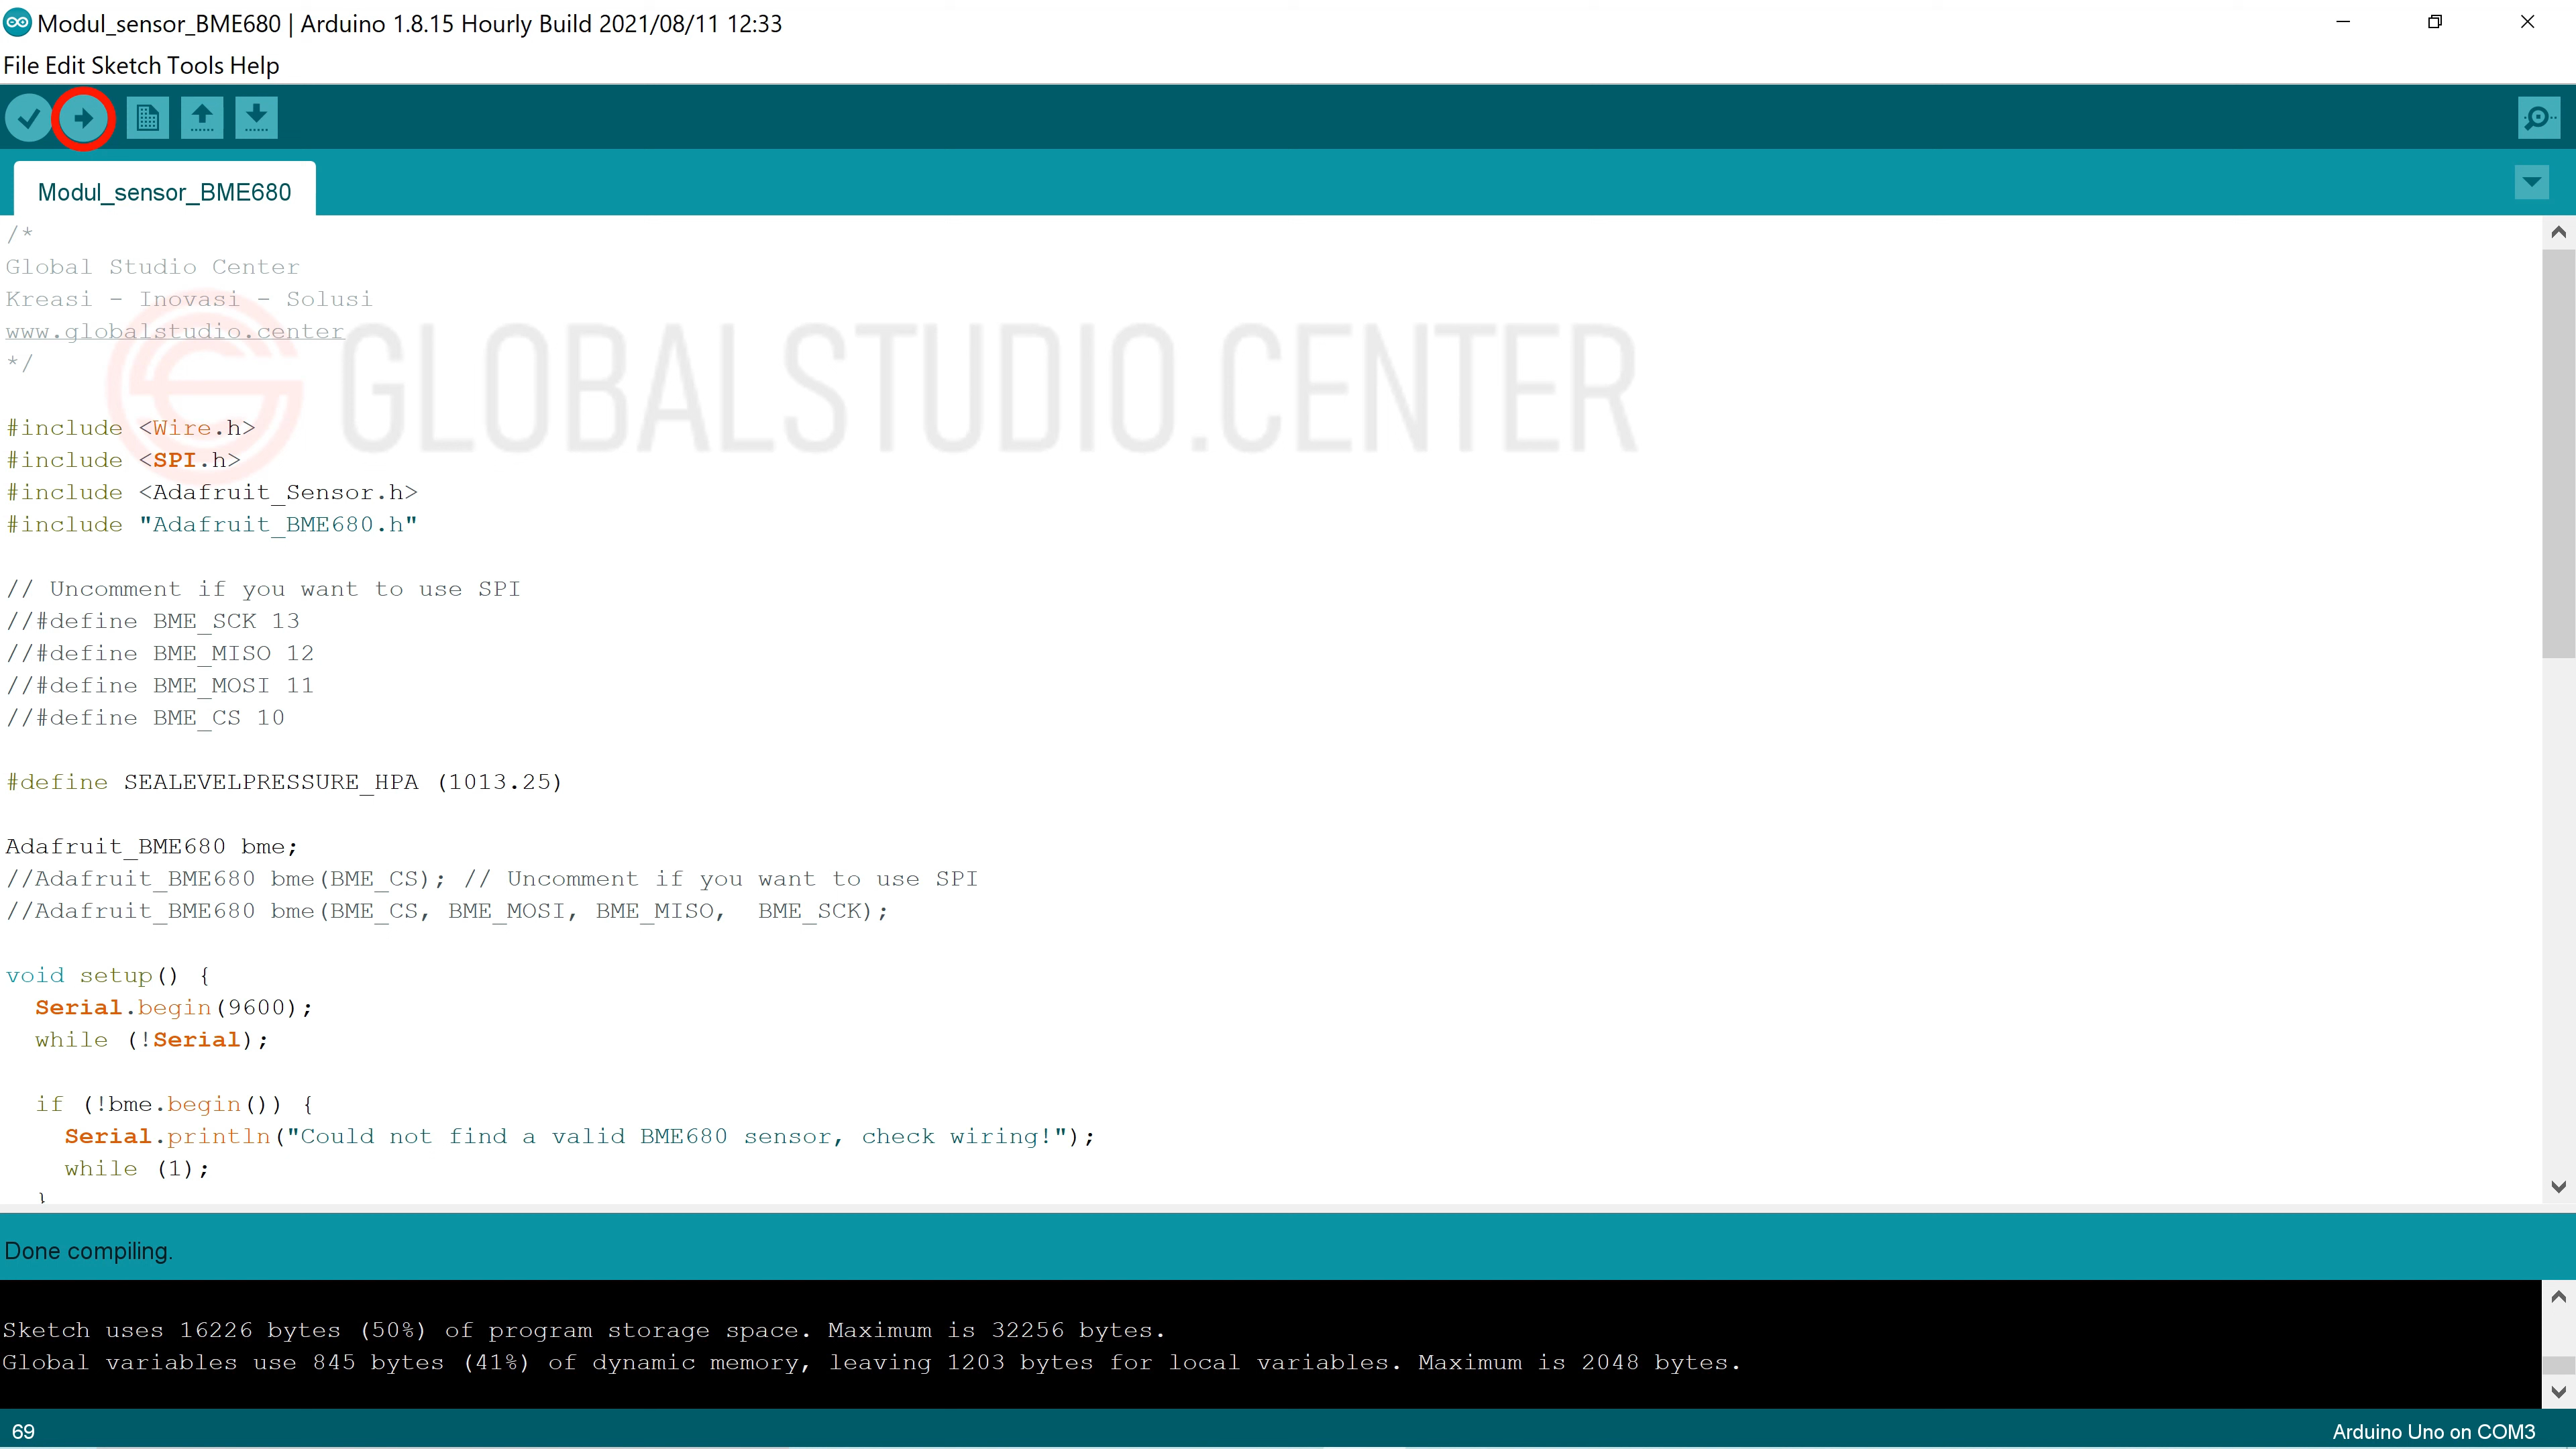 Modul_sensor_BME680 | Arduino 1.8.15 Hourly Build 2021/08/11 12:33
File Edit Sketch Tools Help
Modul_sensor_BME680
/*
Global Studio Center
Kreasi - Inovasi - Solusi
www.globalstudio.center
*/
GLOBALSTUDIO.CENTER
#include <Wire.h>
#include <SPI.h>
#include <Adafruit_Sensor.h>
#include "Adafruit_BME680.h"
// Uncomment if you want to use SPI
//#define BME_SCK 13
//#define BME_MISO 12
//#define BME_MOSI 11
//#define BME_CS 10
#define SEALEVELPRESSURE_HPA (1013.25)
Adafruit_BME680 bme;
//Adafruit_BME680 bme(BME_CS); // Uncomment if you want to use SPI
//Adafruit_BME680 bme(BME_CS, BME_MOSI, BME_MISO,  BME_SCK);
void setup() {
  Serial.begin(9600);
  while (!Serial);
  if (!bme.begin()) {
    Serial.println("Could not find a valid BME680 sensor, check wiring!");
    while (1);
  }
Done compiling.
Sketch uses 16226 bytes (50%) of program storage space. Maximum is 32256 bytes.
Global variables use 845 bytes (41%) of dynamic memory, leaving 1203 bytes for local variables. Maximum is 2048 bytes.
69
Arduino Uno on COM3